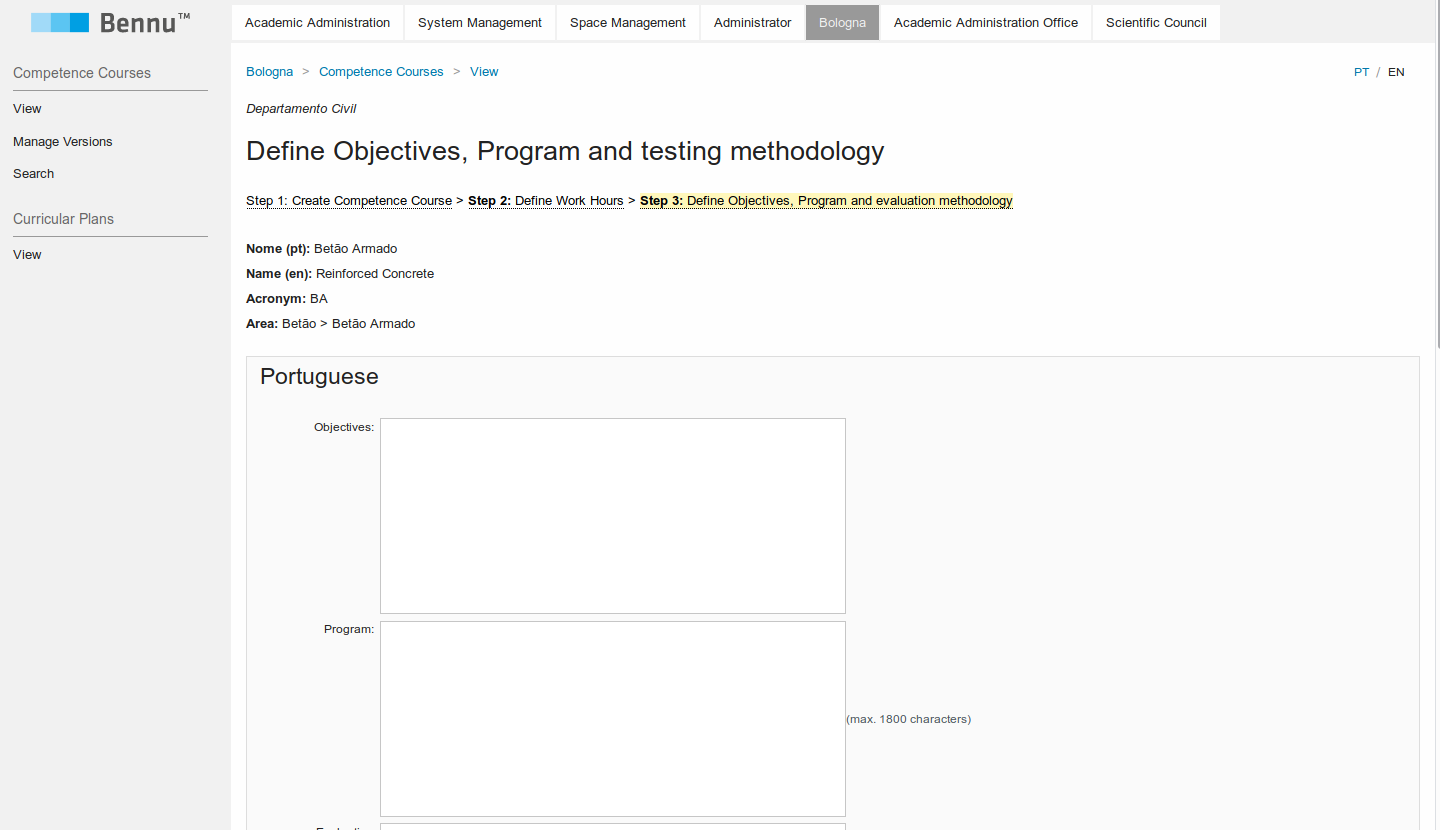 Bennu™
Academic Administration
System Management
Space Management
Administrator
Bologna
Academic Administration Office
Scientific Council
Competence Courses
View
Manage Versions
Search
Curricular Plans
View
Bologna > Competence Courses > View
PT / EN
Departamento Civil
Define Objectives, Program and testing methodology
Step 1: Create Competence Course > Step 2: Define Work Hours > Step 3: Define Objectives, Program and evaluation methodology
Nome (pt): Betão Armado
Name (en): Reinforced Concrete
Acronym: BA
Area: Betão > Betão Armado
Portuguese
Objectives:
Program:
(max. 1800 characters)